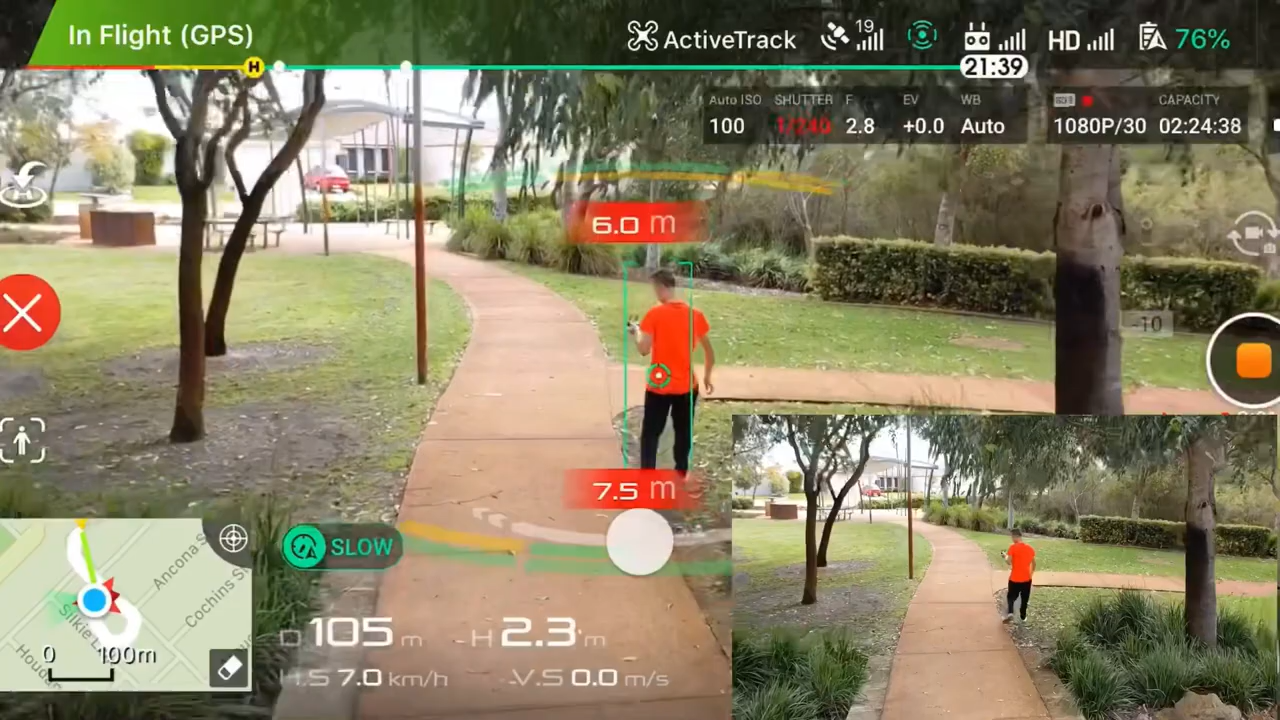 In Flight (GPS)
ActiveTrack
19
HD
76%
H
21:39
Auto ISO SHUTTER F EV WB
100 1/240 2.8 +0.0 Auto
CAPACITY
1080P/30 02:24:38
6.0 m
-10
7.5 m
SLOW
Ancona S
Cochins St
Silkie L
0 100m
D 105 m H 2.3 m
H.S 7.0 km/h V.S 0.0 m/s